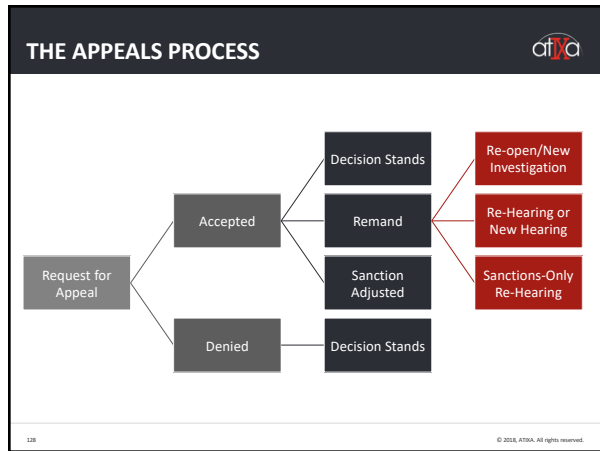 THE APPEALS PROCESS
atIXa
Decision Stands
Re-open/New
Investigation
Accepted
Remand
Re-Hearing or
New Hearing
Request for
Appeal
Sanction
Adjusted
Sanctions-Only
Re-Hearing
Denied
Decision Stands
128
© 2018, ATIXA. All rights reserved.